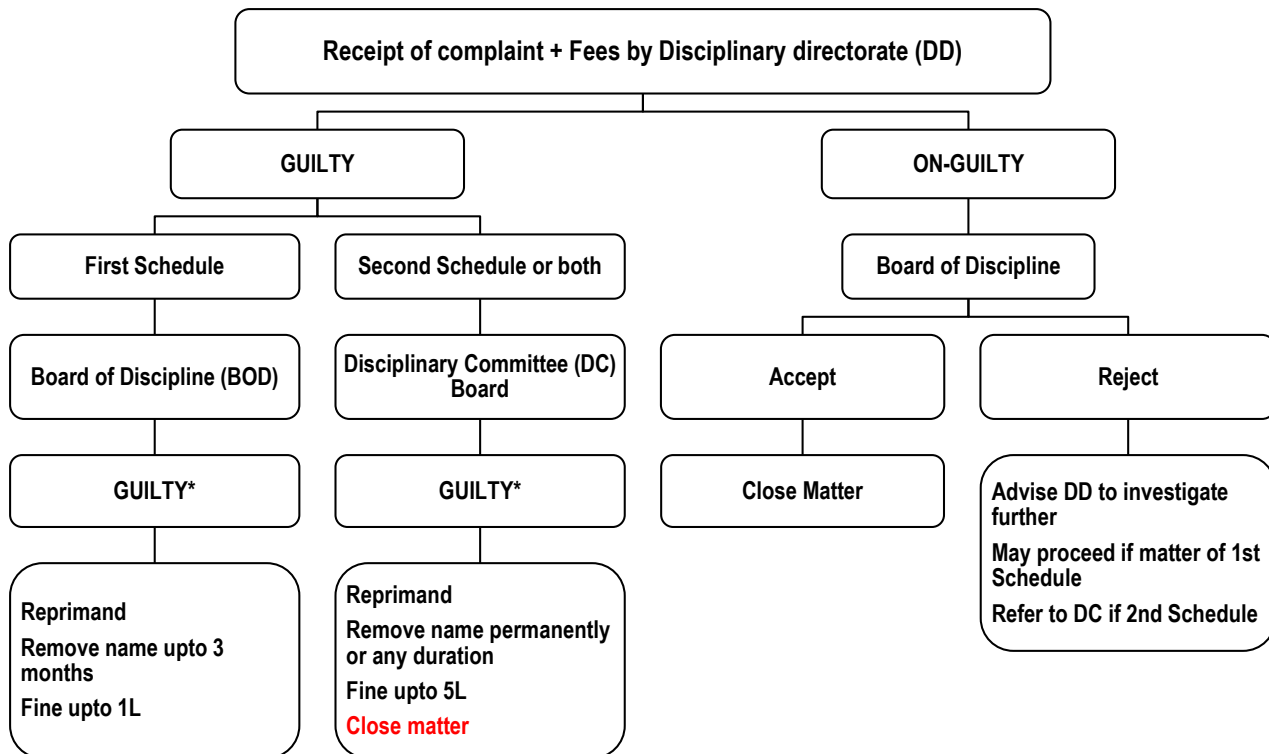 Receipt of complaint + Fees by Disciplinary directorate (DD)
GUILTY
ON-GUILTY
First Schedule
Second Schedule or both
Board of Discipline
Board of Discipline (BOD)
Disciplinary Committee (DC)
Board
Accept
Reject
GUILTY*
GUILTY*
Close Matter
Advise DD to investigate
further
May proceed if matter of 1st
Schedule
Refer to DC if 2nd Schedule
Reprimand
Remove name upto 3
months
Fine upto 1L
Reprimand
Remove name permanently
or any duration
Fine upto 5L
Close matter